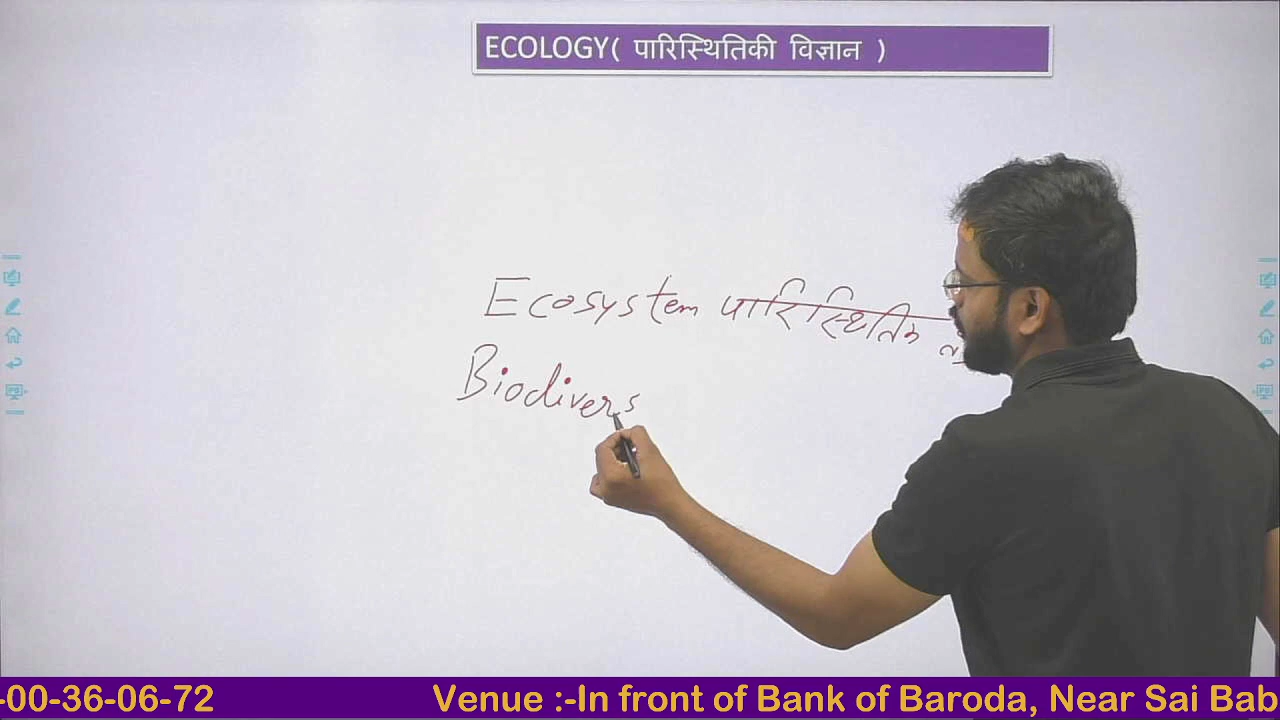 ECOLOGY( पारिस्थितिकी विज्ञान )
Ecosystem पारिस्थितिक
Biodivers
-00-36-06-72 Venue :-In front of Bank of Baroda, Near Sai Bab